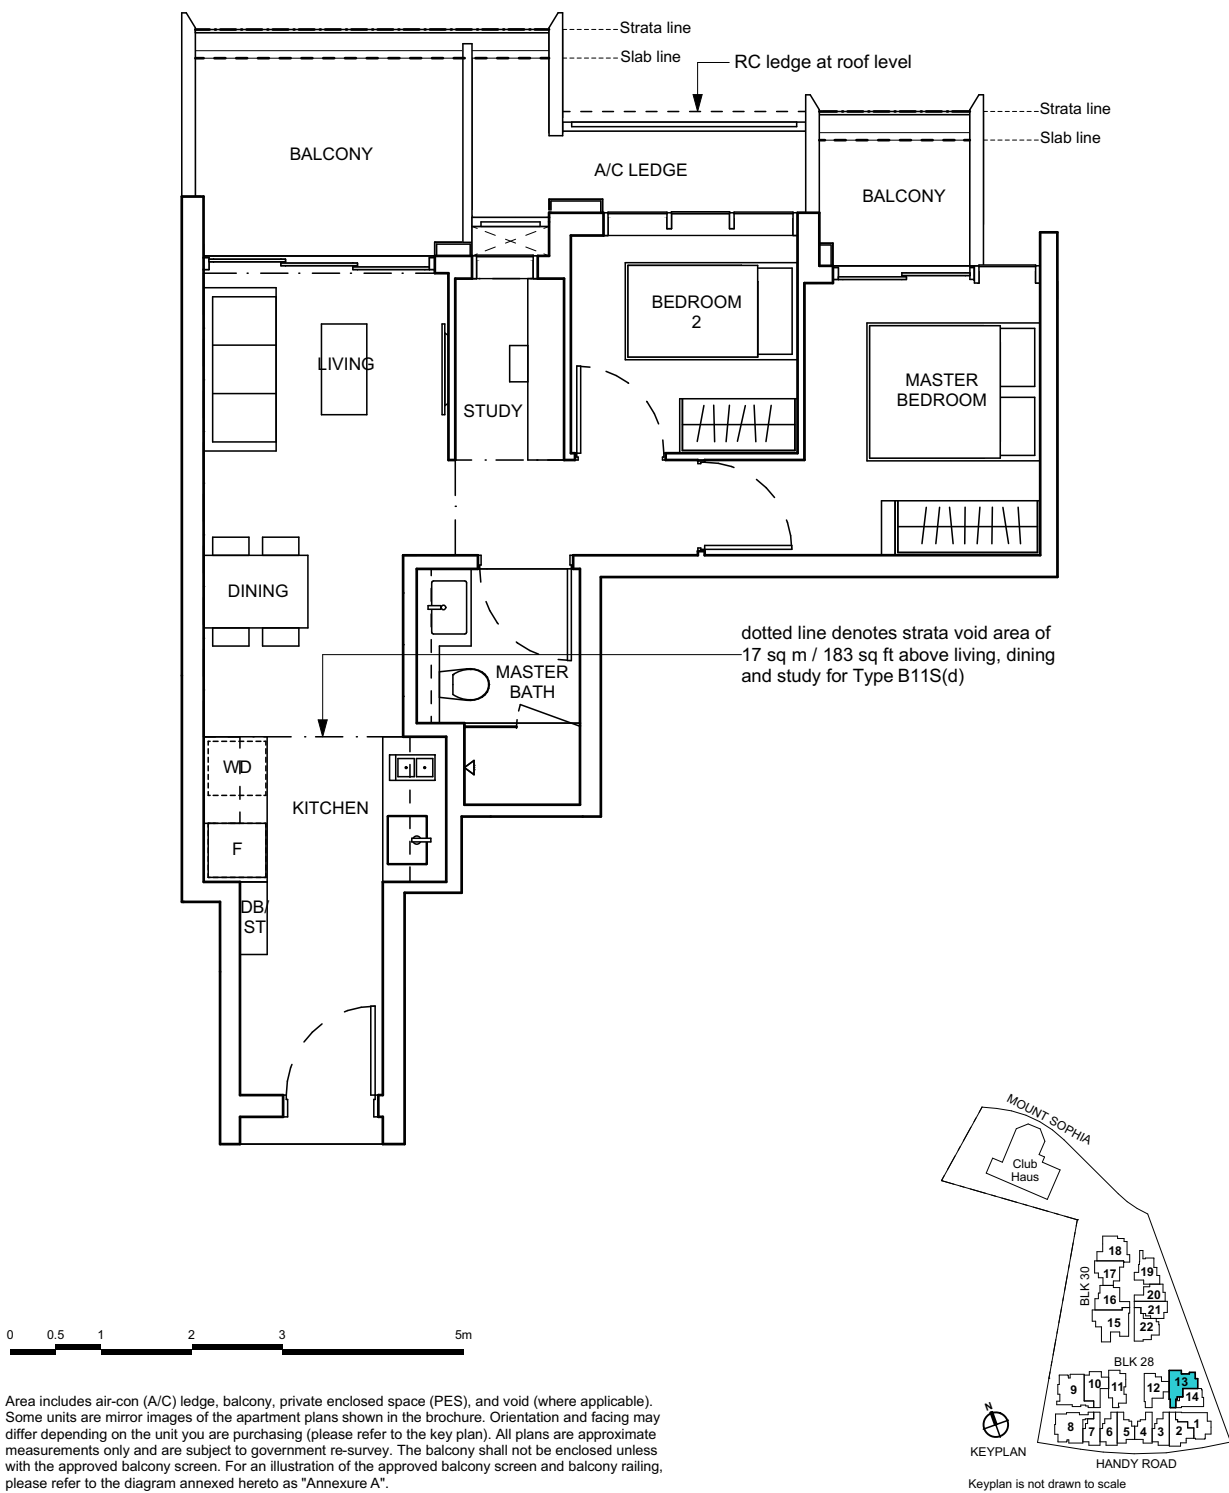 Strata line
Slab line
RC ledge at roof level
Strata line
Slab line
BALCONY
A/C LEDGE
BALCONY
BEDROOM
2
LIVING
STUDY
MASTER
BEDROOM
DINING
dotted line denotes strata void area of
17 sq m / 183 sq ft above living, dining
and study for Type B11S(d)
MASTER
BATH
WD
KITCHEN
F
DB/
ST
MOUNT SOPHIA
Club
Haus
BLK 30
18
17
19
16
20
21
15
22
BLK 28
9
10
11
12
13
14
8
7
6
5
4
3
2
1
N
KEYPLAN
HANDY ROAD
Keyplan is not drawn to scale
0 0.5 1 2 3 5m
Area includes air-con (A/C) ledge, balcony, private enclosed space (PES), and void (where applicable).
Some units are mirror images of the apartment plans shown in the brochure. Orientation and facing may
differ depending on the unit you are purchasing (please refer to the key plan). All plans are approximate
measurements only and are subject to government re-survey. The balcony shall not be enclosed unless
with the approved balcony screen. For an illustration of the approved balcony screen and balcony railing,
please refer to the diagram annexed hereto as "Annexure A".